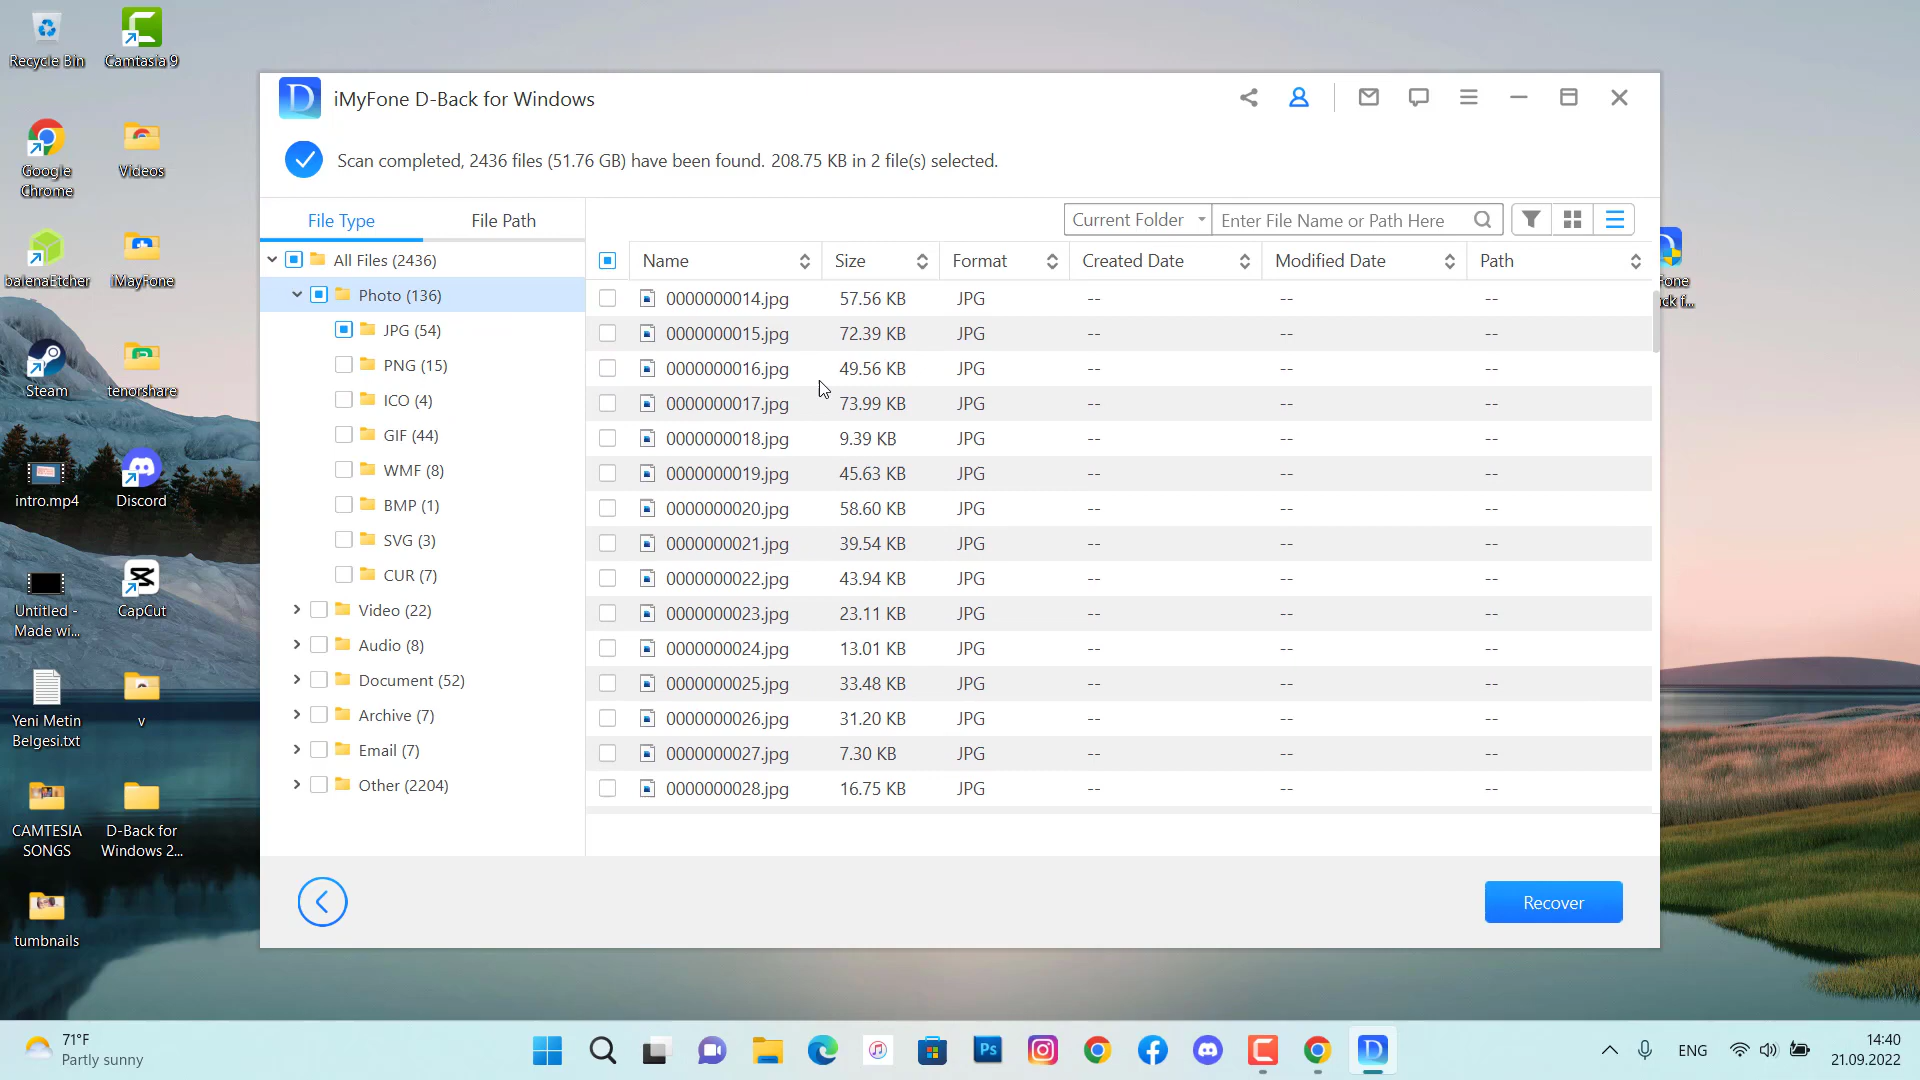 Recycle Bin
Camtasia 9
Google
Chrome
Videos
balenaEtcher
iMayFone
Steam
tenorshare
intro.mp4
Discord
Untitled -
Made wi...
CapCut
Yeni Metin
Belgesi.txt
v
CAMTESIA
SONGS
D-Back for
Windows 2...
tumbnails
iMyFone D-Back for Windows
Scan completed, 2436 files (51.76 GB) have been found. 208.75 KB in 2 file(s) selected.
File Type
File Path
Current Folder
Enter File Name or Path Here
All Files (2436)
Photo (136)
JPG (54)
PNG (15)
ICO (4)
GIF (44)
WMF (8)
BMP (1)
SVG (3)
CUR (7)
Video (22)
Audio (8)
Document (52)
Archive (7)
Email (7)
Other (2204)
Name Size Format Created Date Modified Date Path
0000000014.jpg 57.56 KB JPG -- -- --
0000000015.jpg 72.39 KB JPG -- -- --
0000000016.jpg 49.56 KB JPG -- -- --
0000000017.jpg 73.99 KB JPG -- -- --
0000000018.jpg 9.39 KB JPG -- -- --
0000000019.jpg 45.63 KB JPG -- -- --
0000000020.jpg 58.60 KB JPG -- -- --
0000000021.jpg 39.54 KB JPG -- -- --
0000000022.jpg 43.94 KB JPG -- -- --
0000000023.jpg 23.11 KB JPG -- -- --
0000000024.jpg 13.01 KB JPG -- -- --
0000000025.jpg 33.48 KB JPG -- -- --
0000000026.jpg 31.20 KB JPG -- -- --
0000000027.jpg 7.30 KB JPG -- -- --
0000000028.jpg 16.75 KB JPG -- -- --
Recover
Fone
ck f...
71°F
Partly sunny
Ps
ENG
14:40
21.09.2022